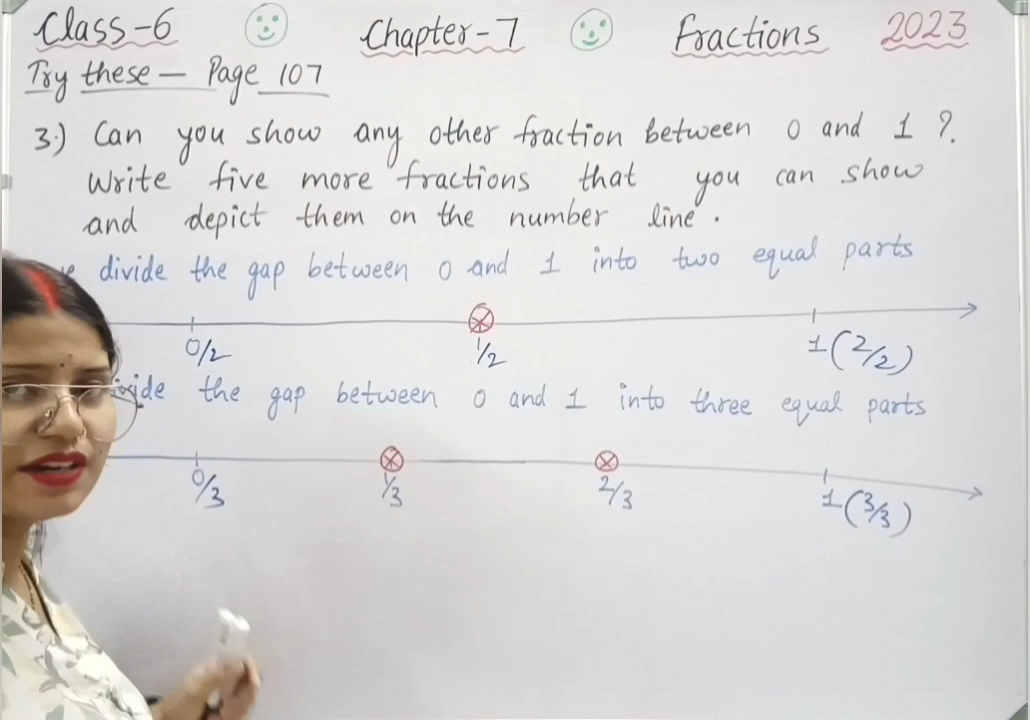 Class-6 Chapter-7 Fractions 2023
Try these - Page 107
3.) Can you show any other fraction between 0 and 1 ?
Write five more fractions that you can show
and depict them on the number line.
divide the gap between 0 and 1 into two equal parts
0/2 1/2 1(2/2)
the gap between 0 and 1 into three equal parts
0/3 1/3 2/3 1(3/3)